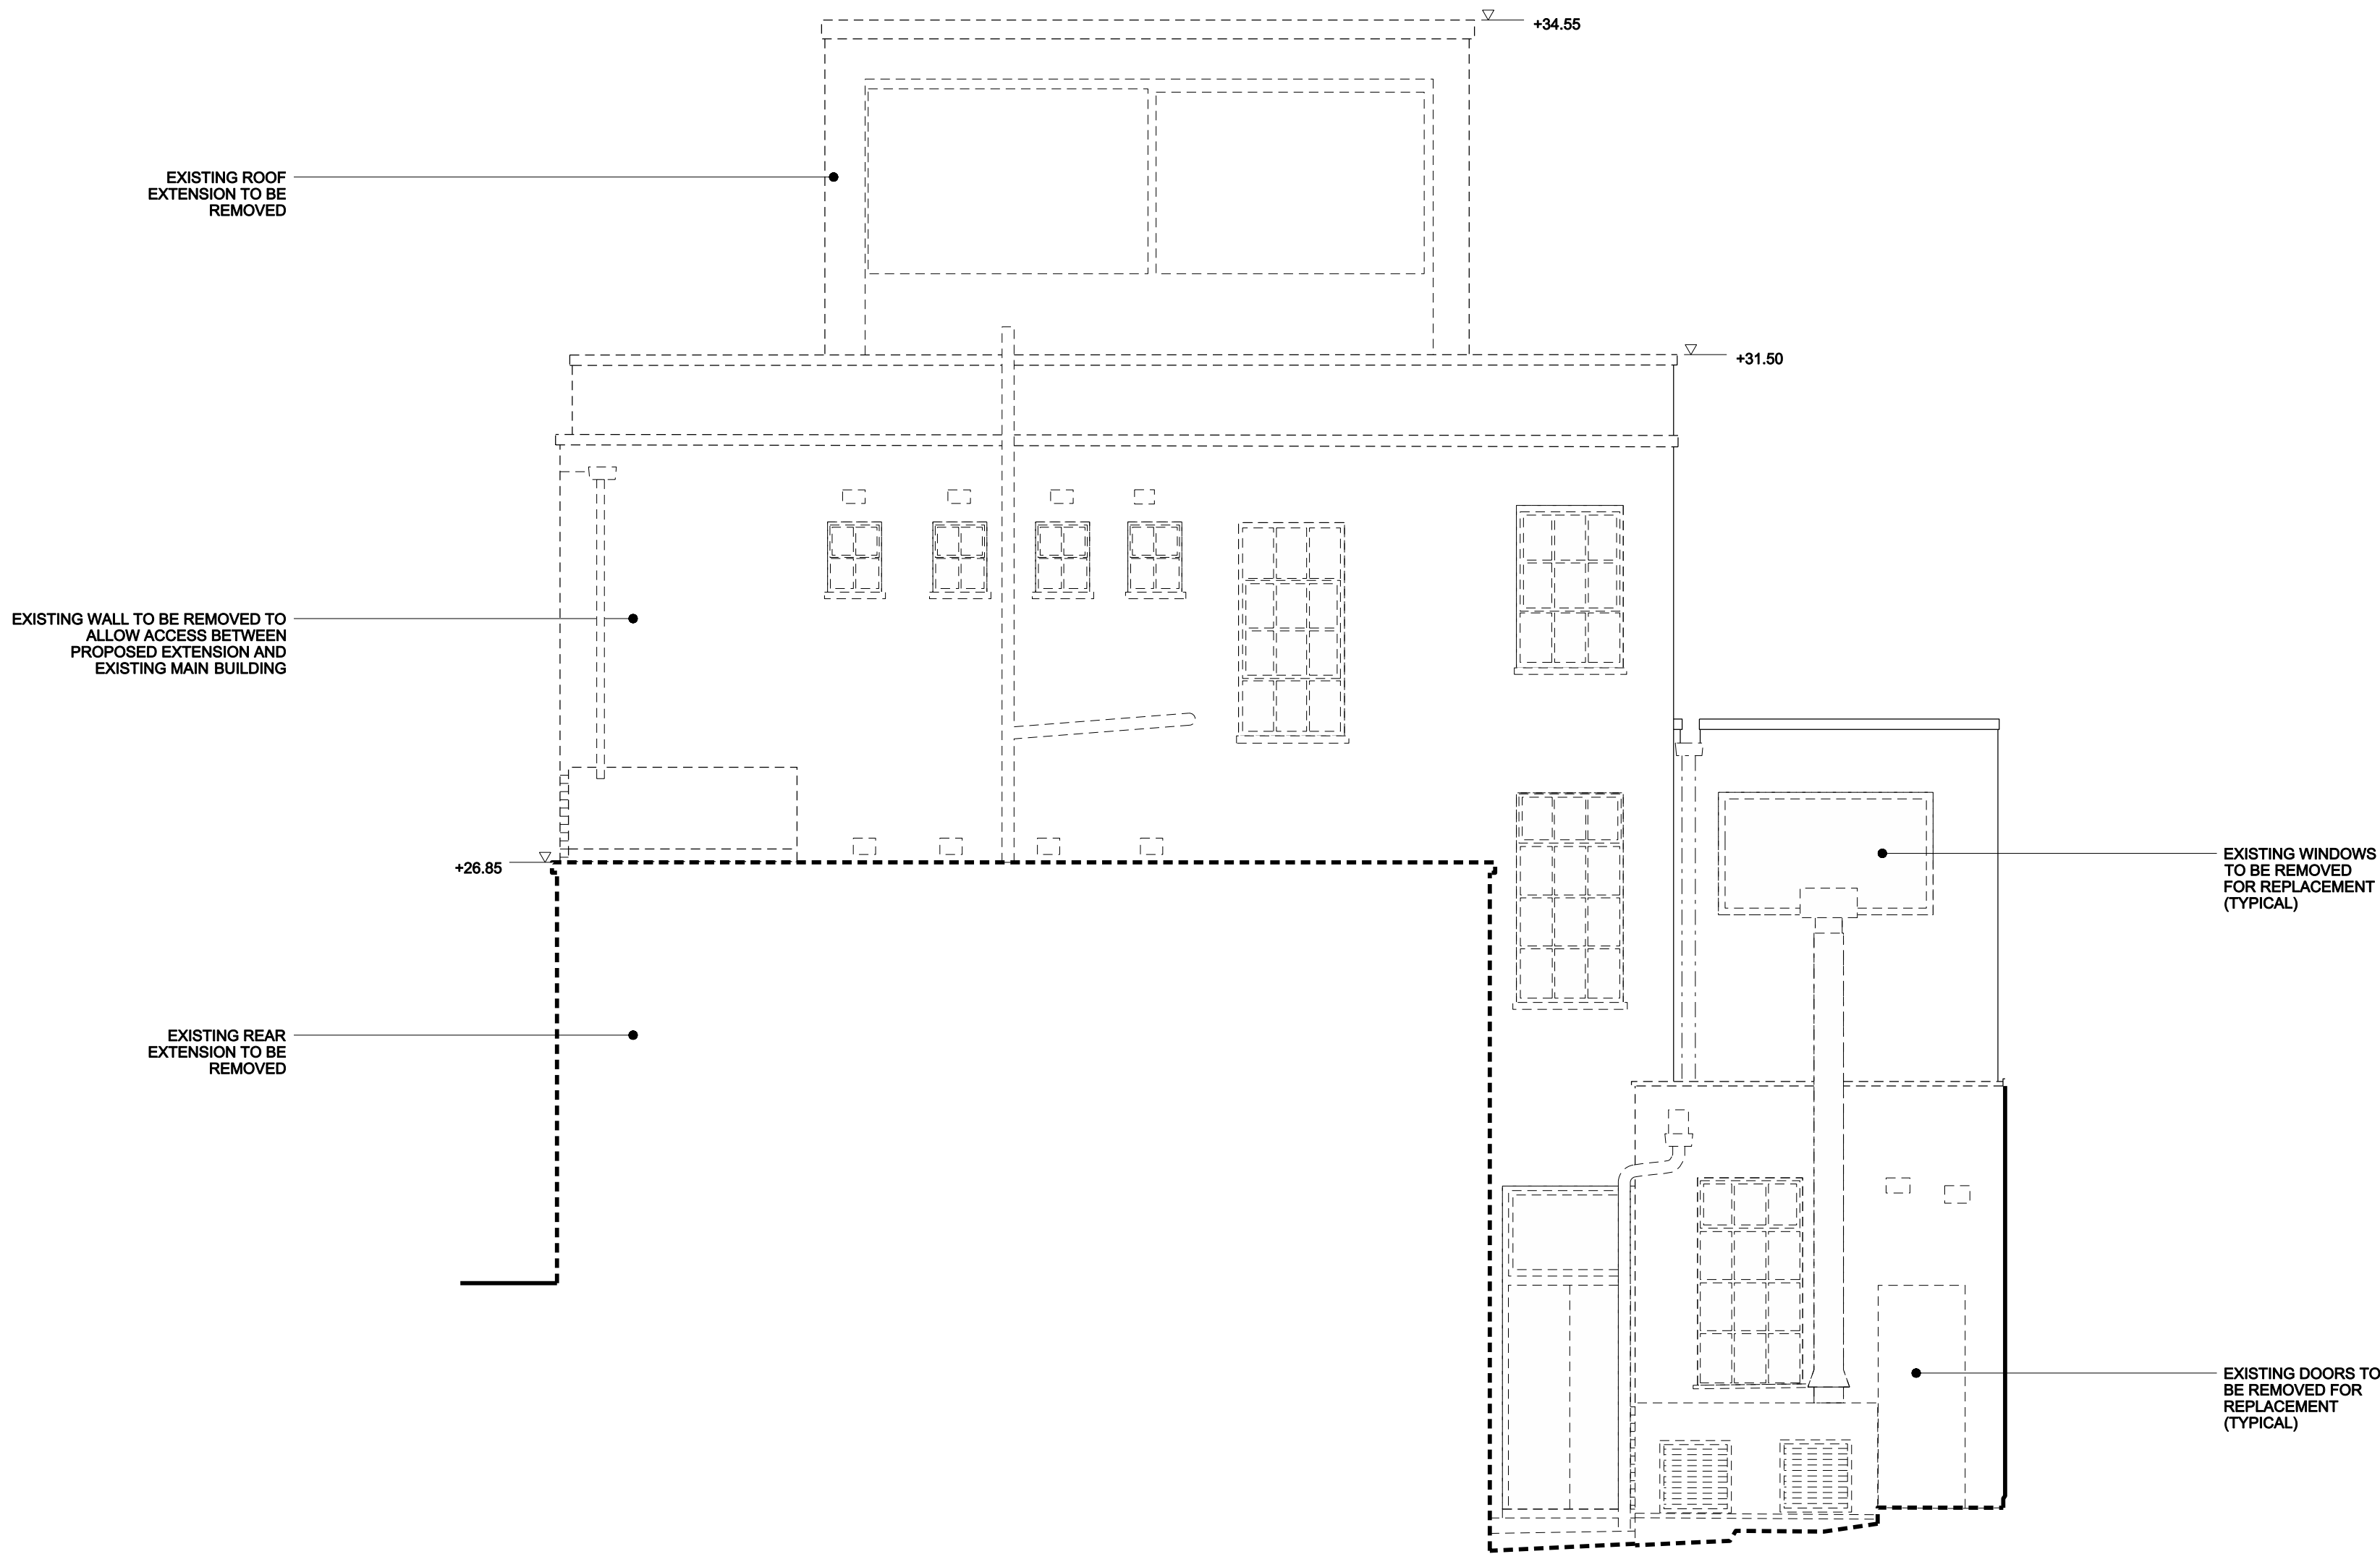 +34.55
EXISTING ROOF
EXTENSION TO BE
REMOVED
+31.50
EXISTING WALL TO BE REMOVED TO
ALLOW ACCESS BETWEEN
PROPOSED EXTENSION AND
EXISTING MAIN BUILDING
+26.85
EXISTING WINDOWS
TO BE REMOVED
FOR REPLACEMENT
(TYPICAL)
EXISTING REAR
EXTENSION TO BE
REMOVED
EXISTING DOORS TO
BE REMOVED FOR
REPLACEMENT
(TYPICAL)